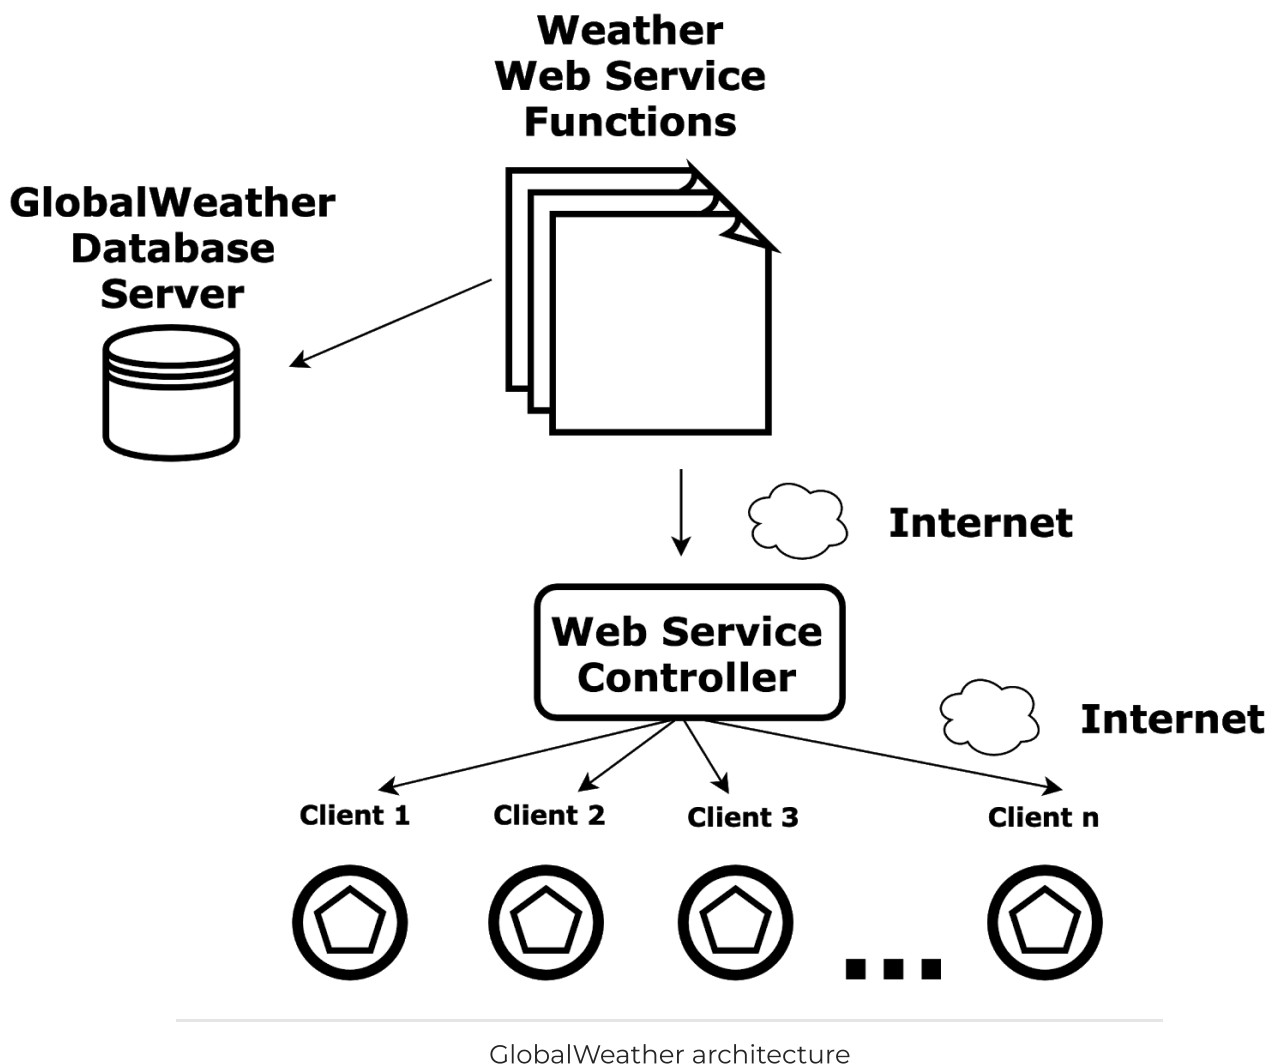 Weather
Web Service
Functions
GlobalWeather
Database
Server
Internet
Web Service
Controller
Internet
Client 1
Client 2
Client 3
Client n
GlobalWeather architecture